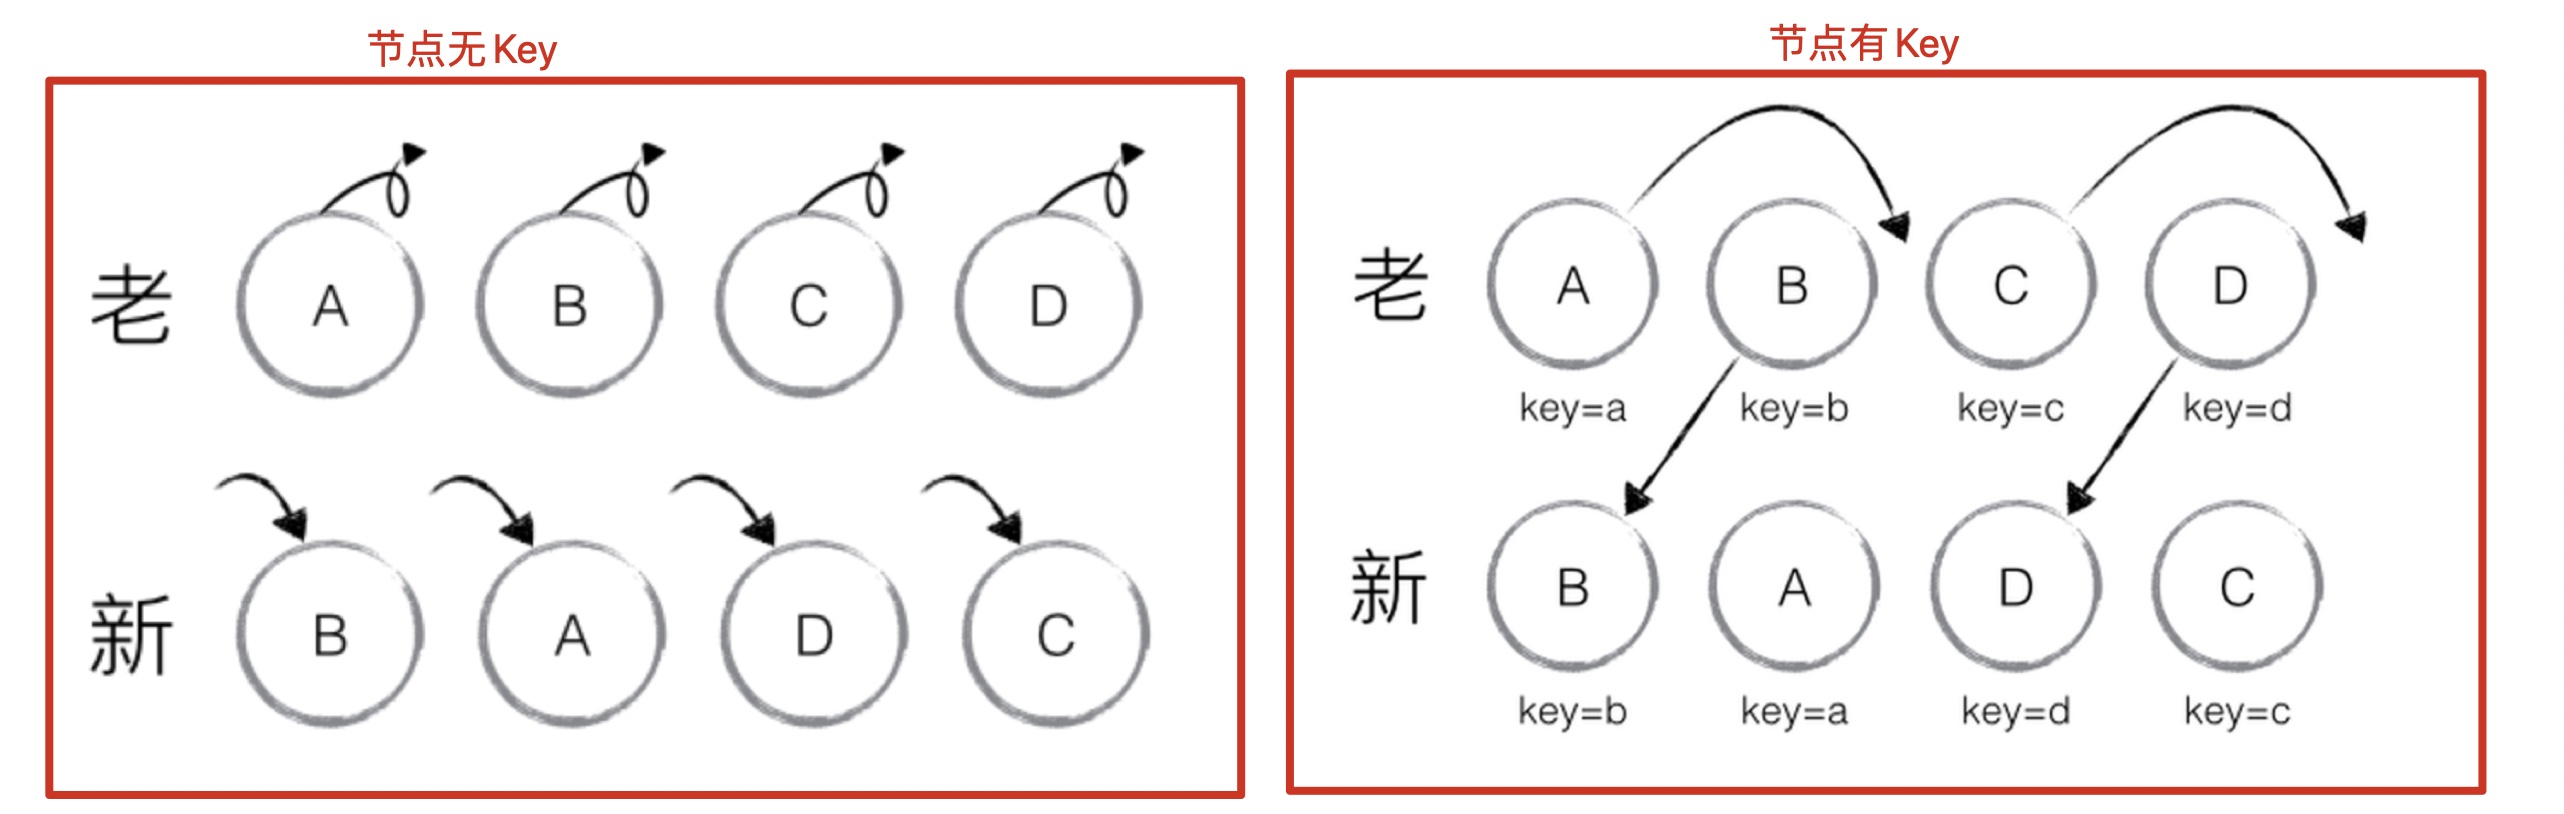 节点无 Key
老 A B C D
新 B A D C
节点有 Key
老 A B C D
key=a key=b key=c key=d
新 B A D C
key=b key=a key=d key=c